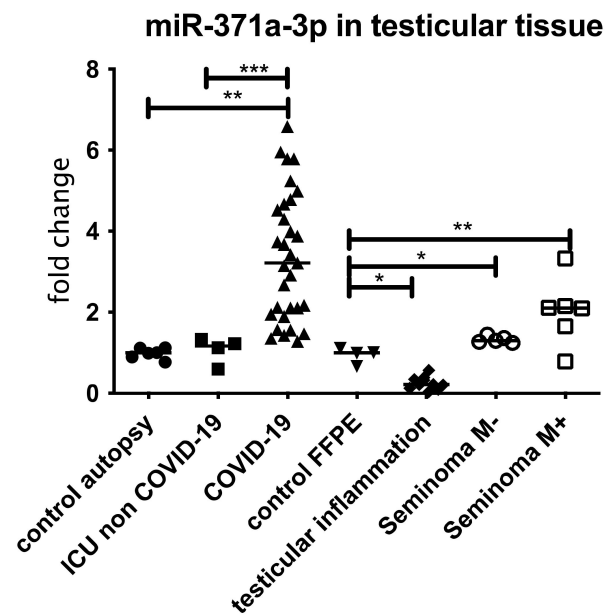 miR-371a-3p in testicular tissue
fold change
8
6
4
2
0
***
**
**
*
*
control autopsy
ICU non COVID-19
COVID-19
control FFPE
testicular inflammation
Seminoma M-
Seminoma M+